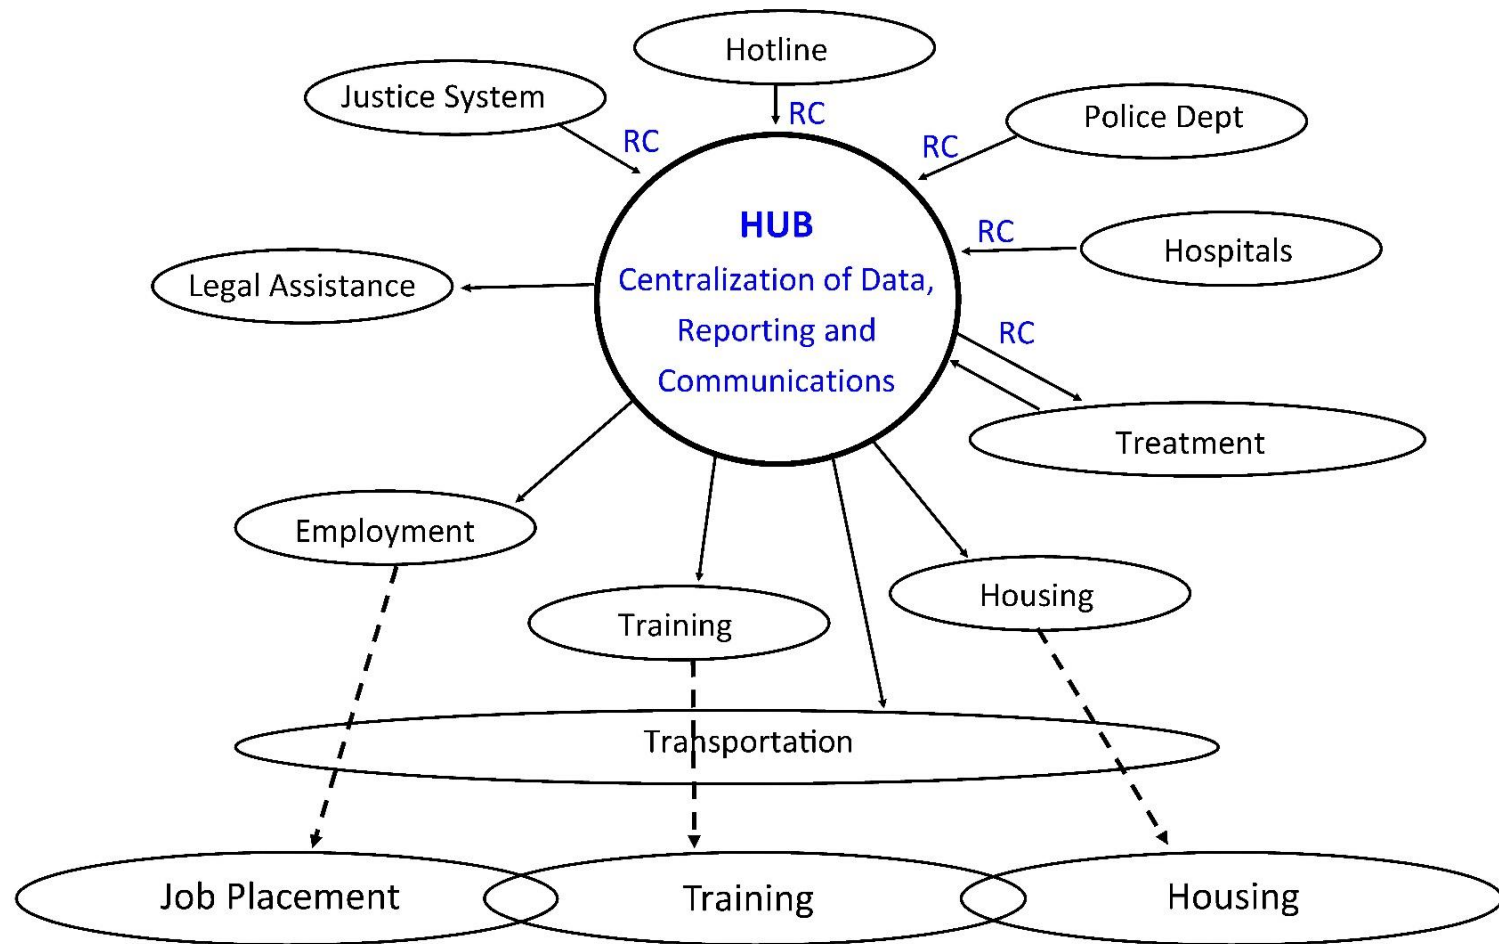 Hotline
Justice System
RC
Police Dept
RC
RC
HUB
RC
Hospitals
Centralization of Data,
Legal Assistance
Reporting and
RC
Communications
Treatment
Employment
Housing
Training
Transportation
Job Placement
Training
Housing